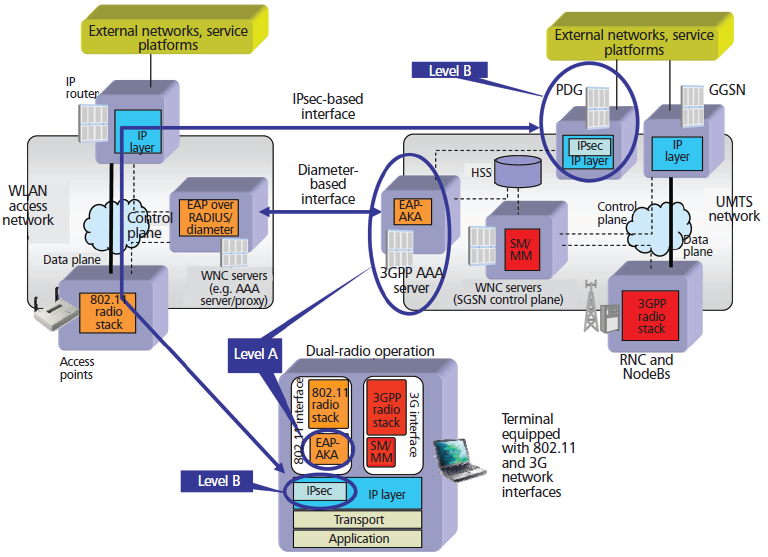 External networks, service
platforms
External networks, service
platforms
Level B
IP
router
IP
layer
IPsec-based
interface
PDG
GGSN
IPsec
IP layer
IP
layer
WLAN
access
network
Control
plane
EAP over
RADIUS/
diameter
Diameter-
based
interface
HSS
EAP-
AKA
Control
plane
UMTS
network
Data plane
WNC servers
(e.g. AAA
server/proxy)
3GPP AAA
server
SM/
MM
WNC servers
(SGSN control plane)
Data
plane
802.11
radio
stack
Access
points
3GPP
radio
stack
RNC and
NodeBs
Level A
Dual-radio operation
802.11 interface
802.11
radio
stack
EAP-
AKA
3GPP
radio
stack
SM/
MM
3G interface
Terminal
equipped
with 802.11
and 3G
network
interfaces
Level B
IPsec
IP layer
Transport
Application